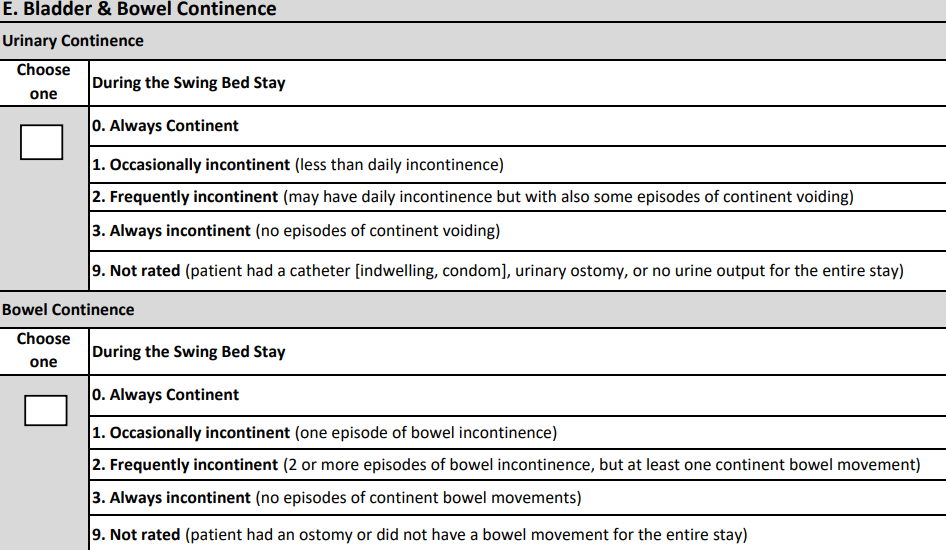 E. Bladder & Bowel Continence
Urinary Continence
Choose one
During the Swing Bed Stay
0. Always Continent
1. Occasionally incontinent (less than daily incontinence)
2. Frequently incontinent (may have daily incontinence but with also some episodes of continent voiding)
3. Always incontinent (no episodes of continent voiding)
9. Not rated (patient had a catheter [indwelling, condom], urinary ostomy, or no urine output for the entire stay)
Bowel Continence
Choose one
During the Swing Bed Stay
0. Always Continent
1. Occasionally incontinent (one episode of bowel incontinence)
2. Frequently incontinent (2 or more episodes of bowel incontinence, but at least one continent bowel movement)
3. Always incontinent (no episodes of continent bowel movements)
9. Not rated (patient had an ostomy or did not have a bowel movement for the entire stay)